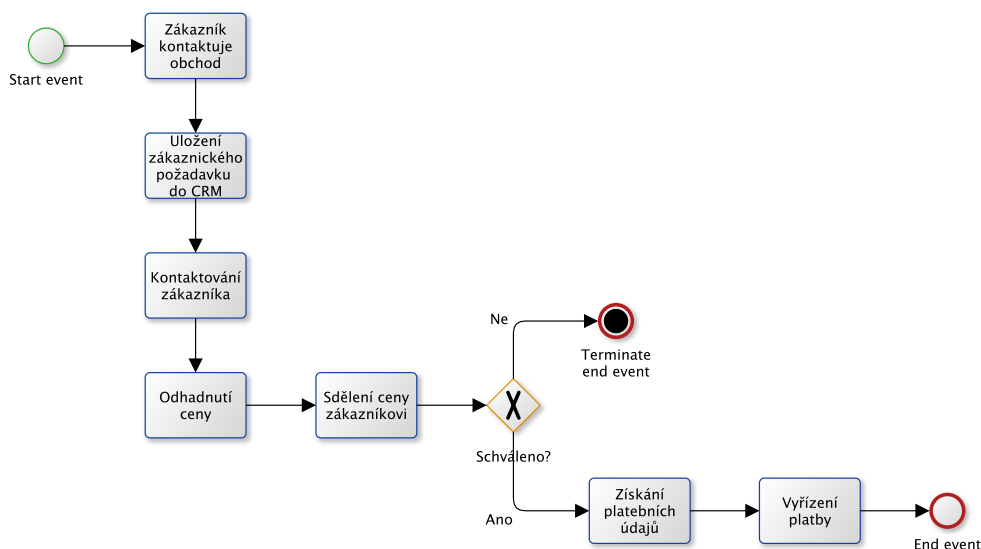 Start event
Zákazník
kontaktuje
obchod
Uložení
zákaznického
požadavku
do CRM
Kontaktování
zákazníka
Odhadnutí
ceny
Sdělení ceny
zákazníkovi
Schváleno?
Ne
Terminate
end event
Ano
Získání
platebních
údajů
Vyřízení
platby
End event